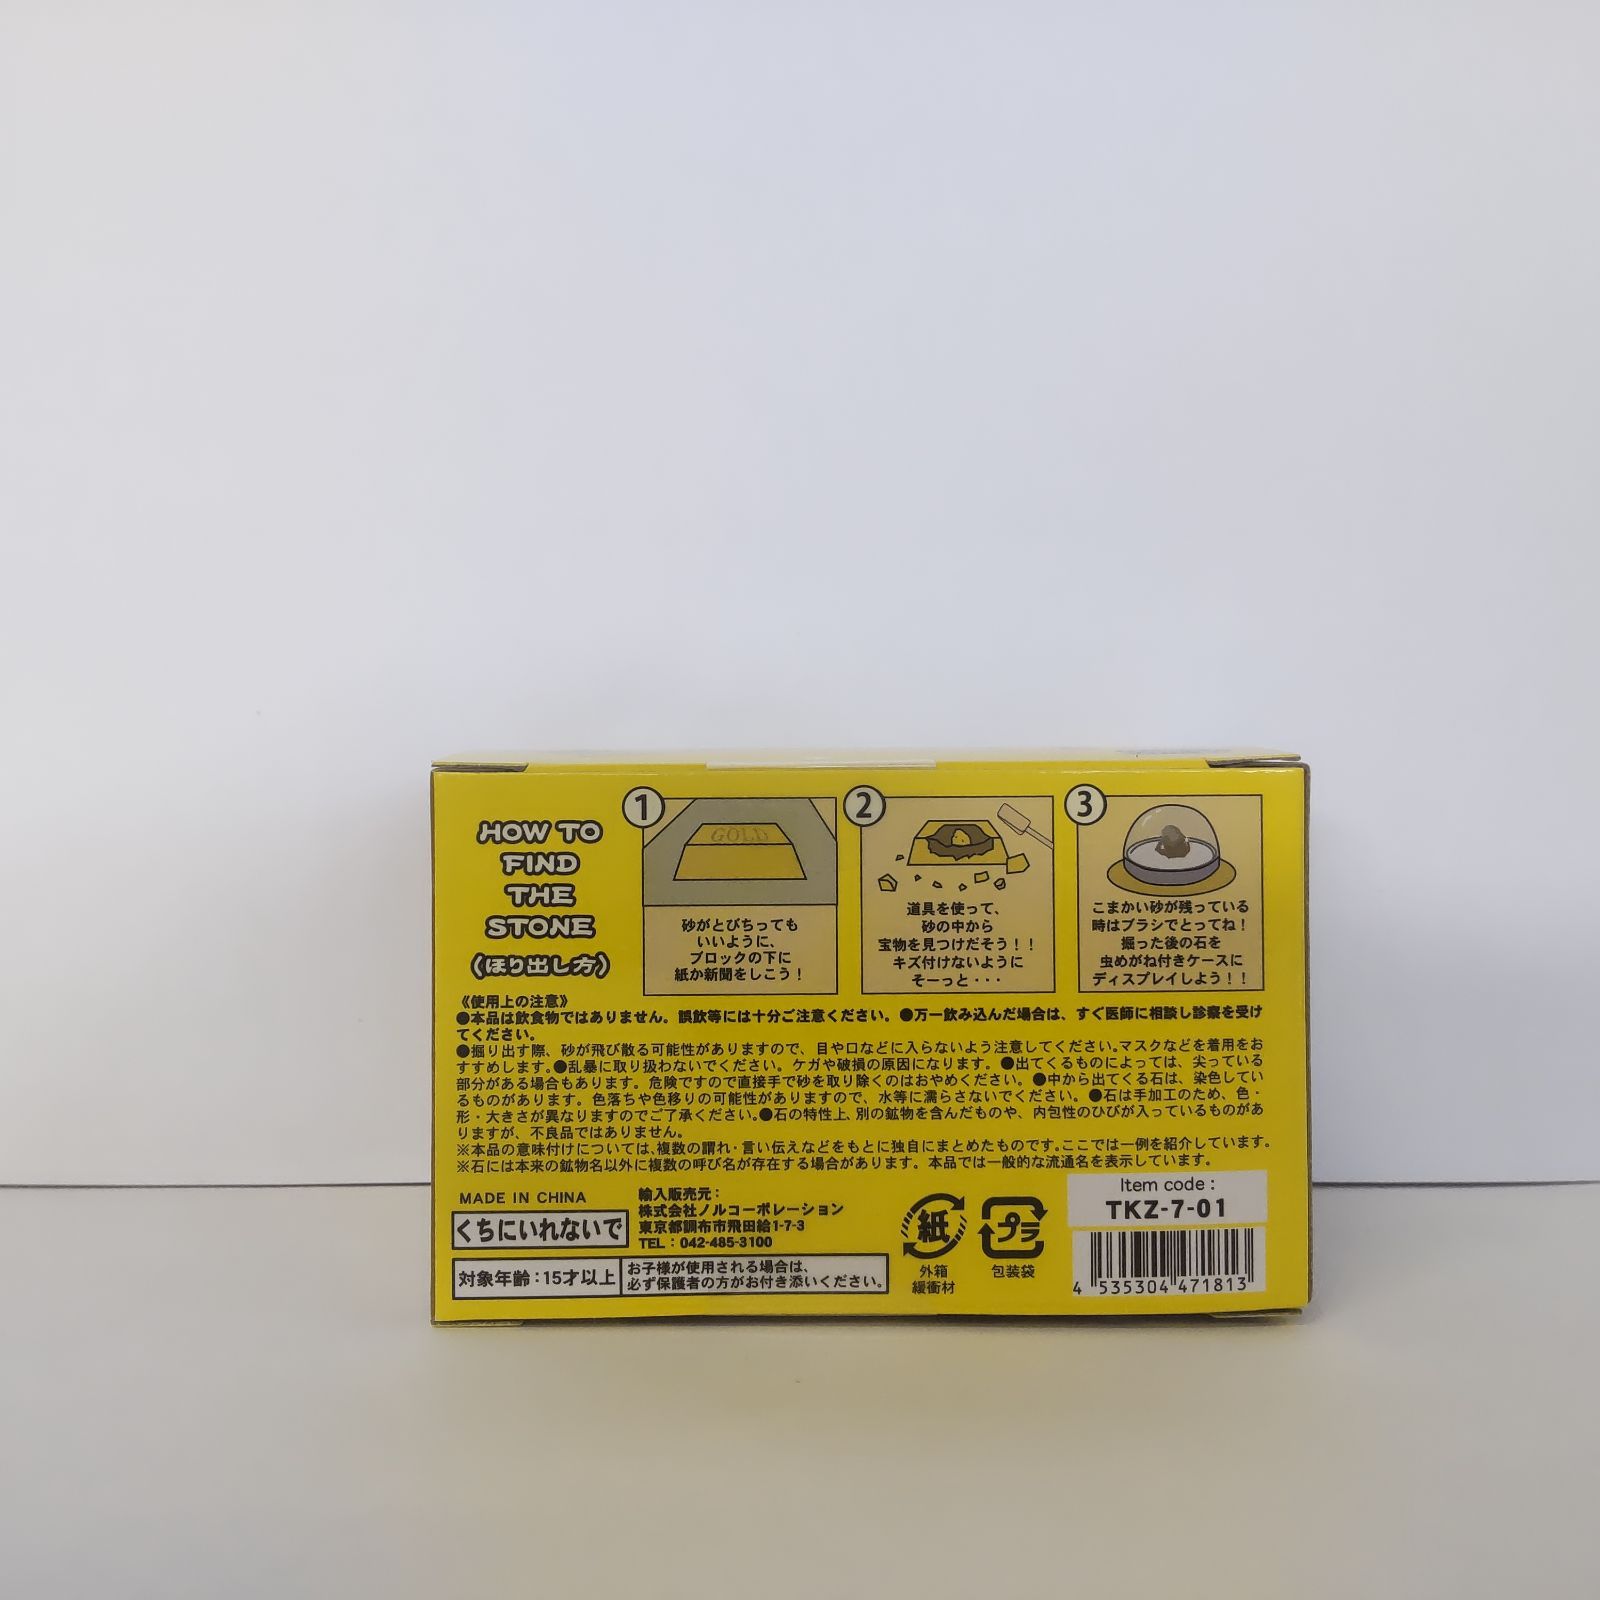 HOW TO
FIND
THE
STONE
〈ほり出し方〉
1
GOLD
砂がとびちっても
いいように、
ブロックの下に
紙か新聞をしこう！
2
道具を使って、
砂の中から
宝物を見つけだそう！！
キズ付けないように
そーっと・・・
3
こまかい砂が残っている
時はブラシでとってね！
掘った後の石を
虫めがね付きケースに
ディスプレイしよう！！
《使用上の注意》
●本品は飲食物ではありません。誤飲等には十分ご注意ください。●万一飲み込んだ場合は、すぐ医師に相談し診察を受け
てください。
●掘り出す際、砂が飛び散る可能性がありますので、目や口などに入らないよう注意してください。マスクなどを着用をお
すすめします。●乱暴に取り扱わないでください。ケガや破損の原因になります。●出てくるものによっては、尖っている
部分がある場合もあります。危険ですので直接手で砂を取り除くのはおやめください。●中から出てくる石は、染色してい
るものがあります。色落ちや色移りの可能性がありますので、水等に濡らさないでください。●石は手加工のため、色・
形・大きさが異なりますのでご了承ください。●石の特性上、別の鉱物を含んだものや、内包性のひびが入っているものがあ
りますが、不良品ではありません。
※本品の意味付けについては、複数の謂れ・言い伝えなどをもとに独自にまとめたものです。ここでは一例を紹介しています。
※石には本来の鉱物名以外に複数の呼び名が存在する場合があります。本品では一般的な流通名を表示しています。
MADE IN CHINA
くちにいれないで
輸入販売元：
株式会社ノルコーポレーション
東京都調布市飛田給1-7-3
TEL：042-485-3100
対象年齢：15才以上
お子様が使用される場合は、
必ず保護者の方がお付き添いください。
紙
外箱
緩衝材
プラ
包装袋
Item code :
TKZ-7-01
4 535304 471813